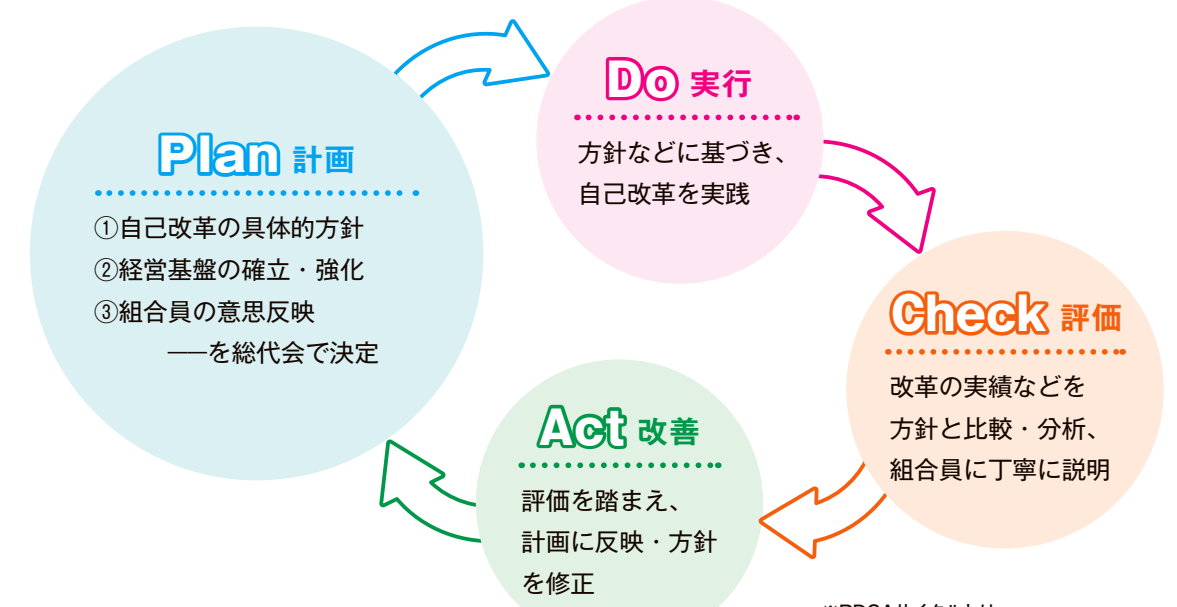 Plan 計画
①自己改革の具体的方針
②経営基盤の確立・強化
③組合員の意思反映
——を総代会で決定
Do 実行
方針などに基づき、
自己改革を実践
Check 評価
改革の実績などを
方針と比較・分析、
組合員に丁寧に説明
Act 改善
評価を踏まえ、
計画に反映・方針
を修正